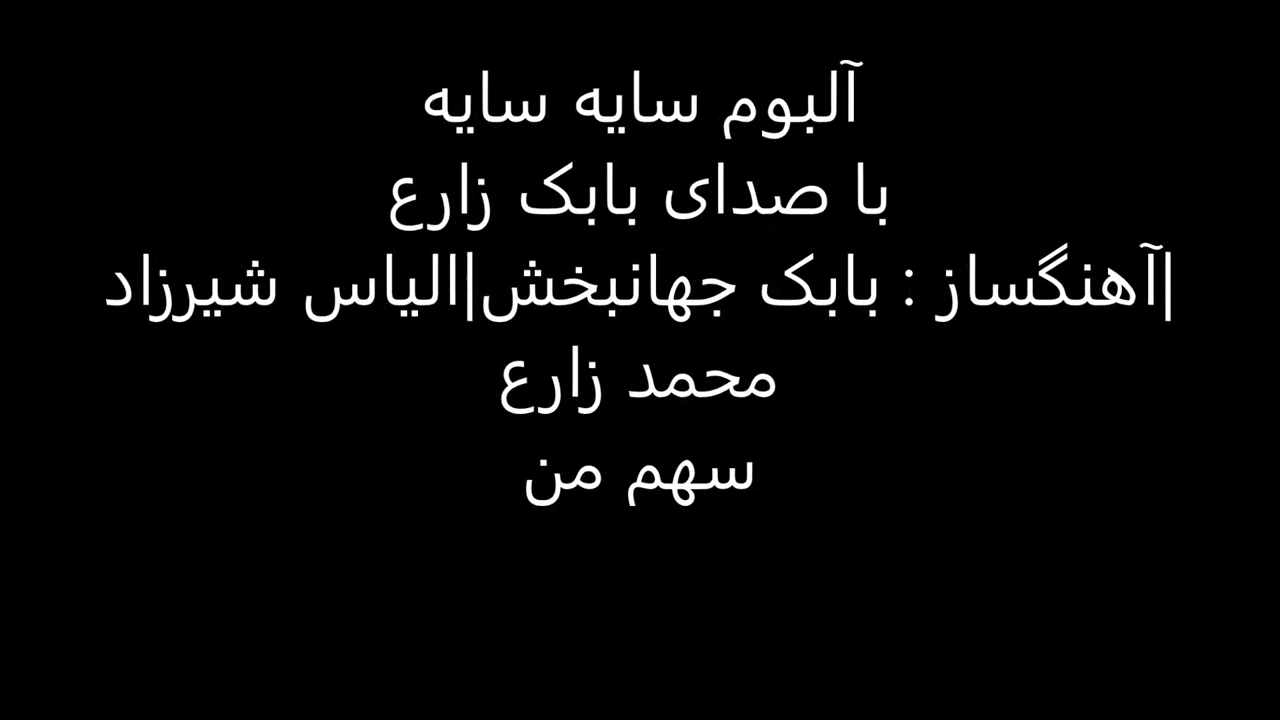 آلبوم سایه سایه
با صدای بابک زارع
|آهنگساز : بابک جهانبخش|الیاس شیرزاد
محمد زارع
سهم من